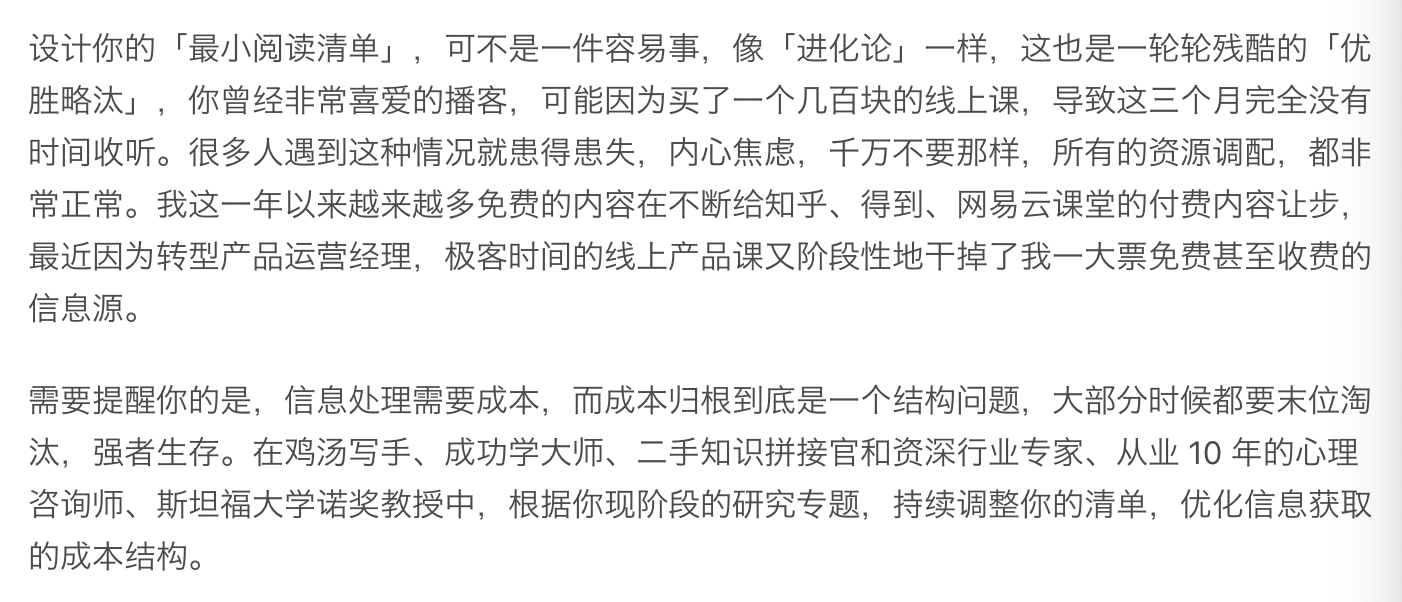 设计你的「最小阅读清单」，可不是一件容易事，像「进化论」一样，这也是一轮轮残酷的「优
胜略汰」，你曾经非常喜爱的播客，可能因为买了一个几百块的线上课，导致这三个月完全没有
时间收听。很多人遇到这种情况就患得患失，内心焦虑，千万不要那样，所有的资源调配，都非
常正常。我这一年以来越来越多免费的内容在不断给知乎、得到、网易云课堂的付费内容让步，
最近因为转型产品运营经理，极客时间的线上产品课又阶段性地干掉了我一大票免费甚至收费的
信息源。
需要提醒你的是，信息处理需要成本，而成本归根到底是一个结构问题，大部分时候都要末位淘
汰，强者生存。在鸡汤写手、成功学大师、二手知识拼接官和资深行业专家、从业 10 年的心理
咨询师、斯坦福大学诺奖教授中，根据你现阶段的研究专题，持续调整你的清单，优化信息获取
的成本结构。